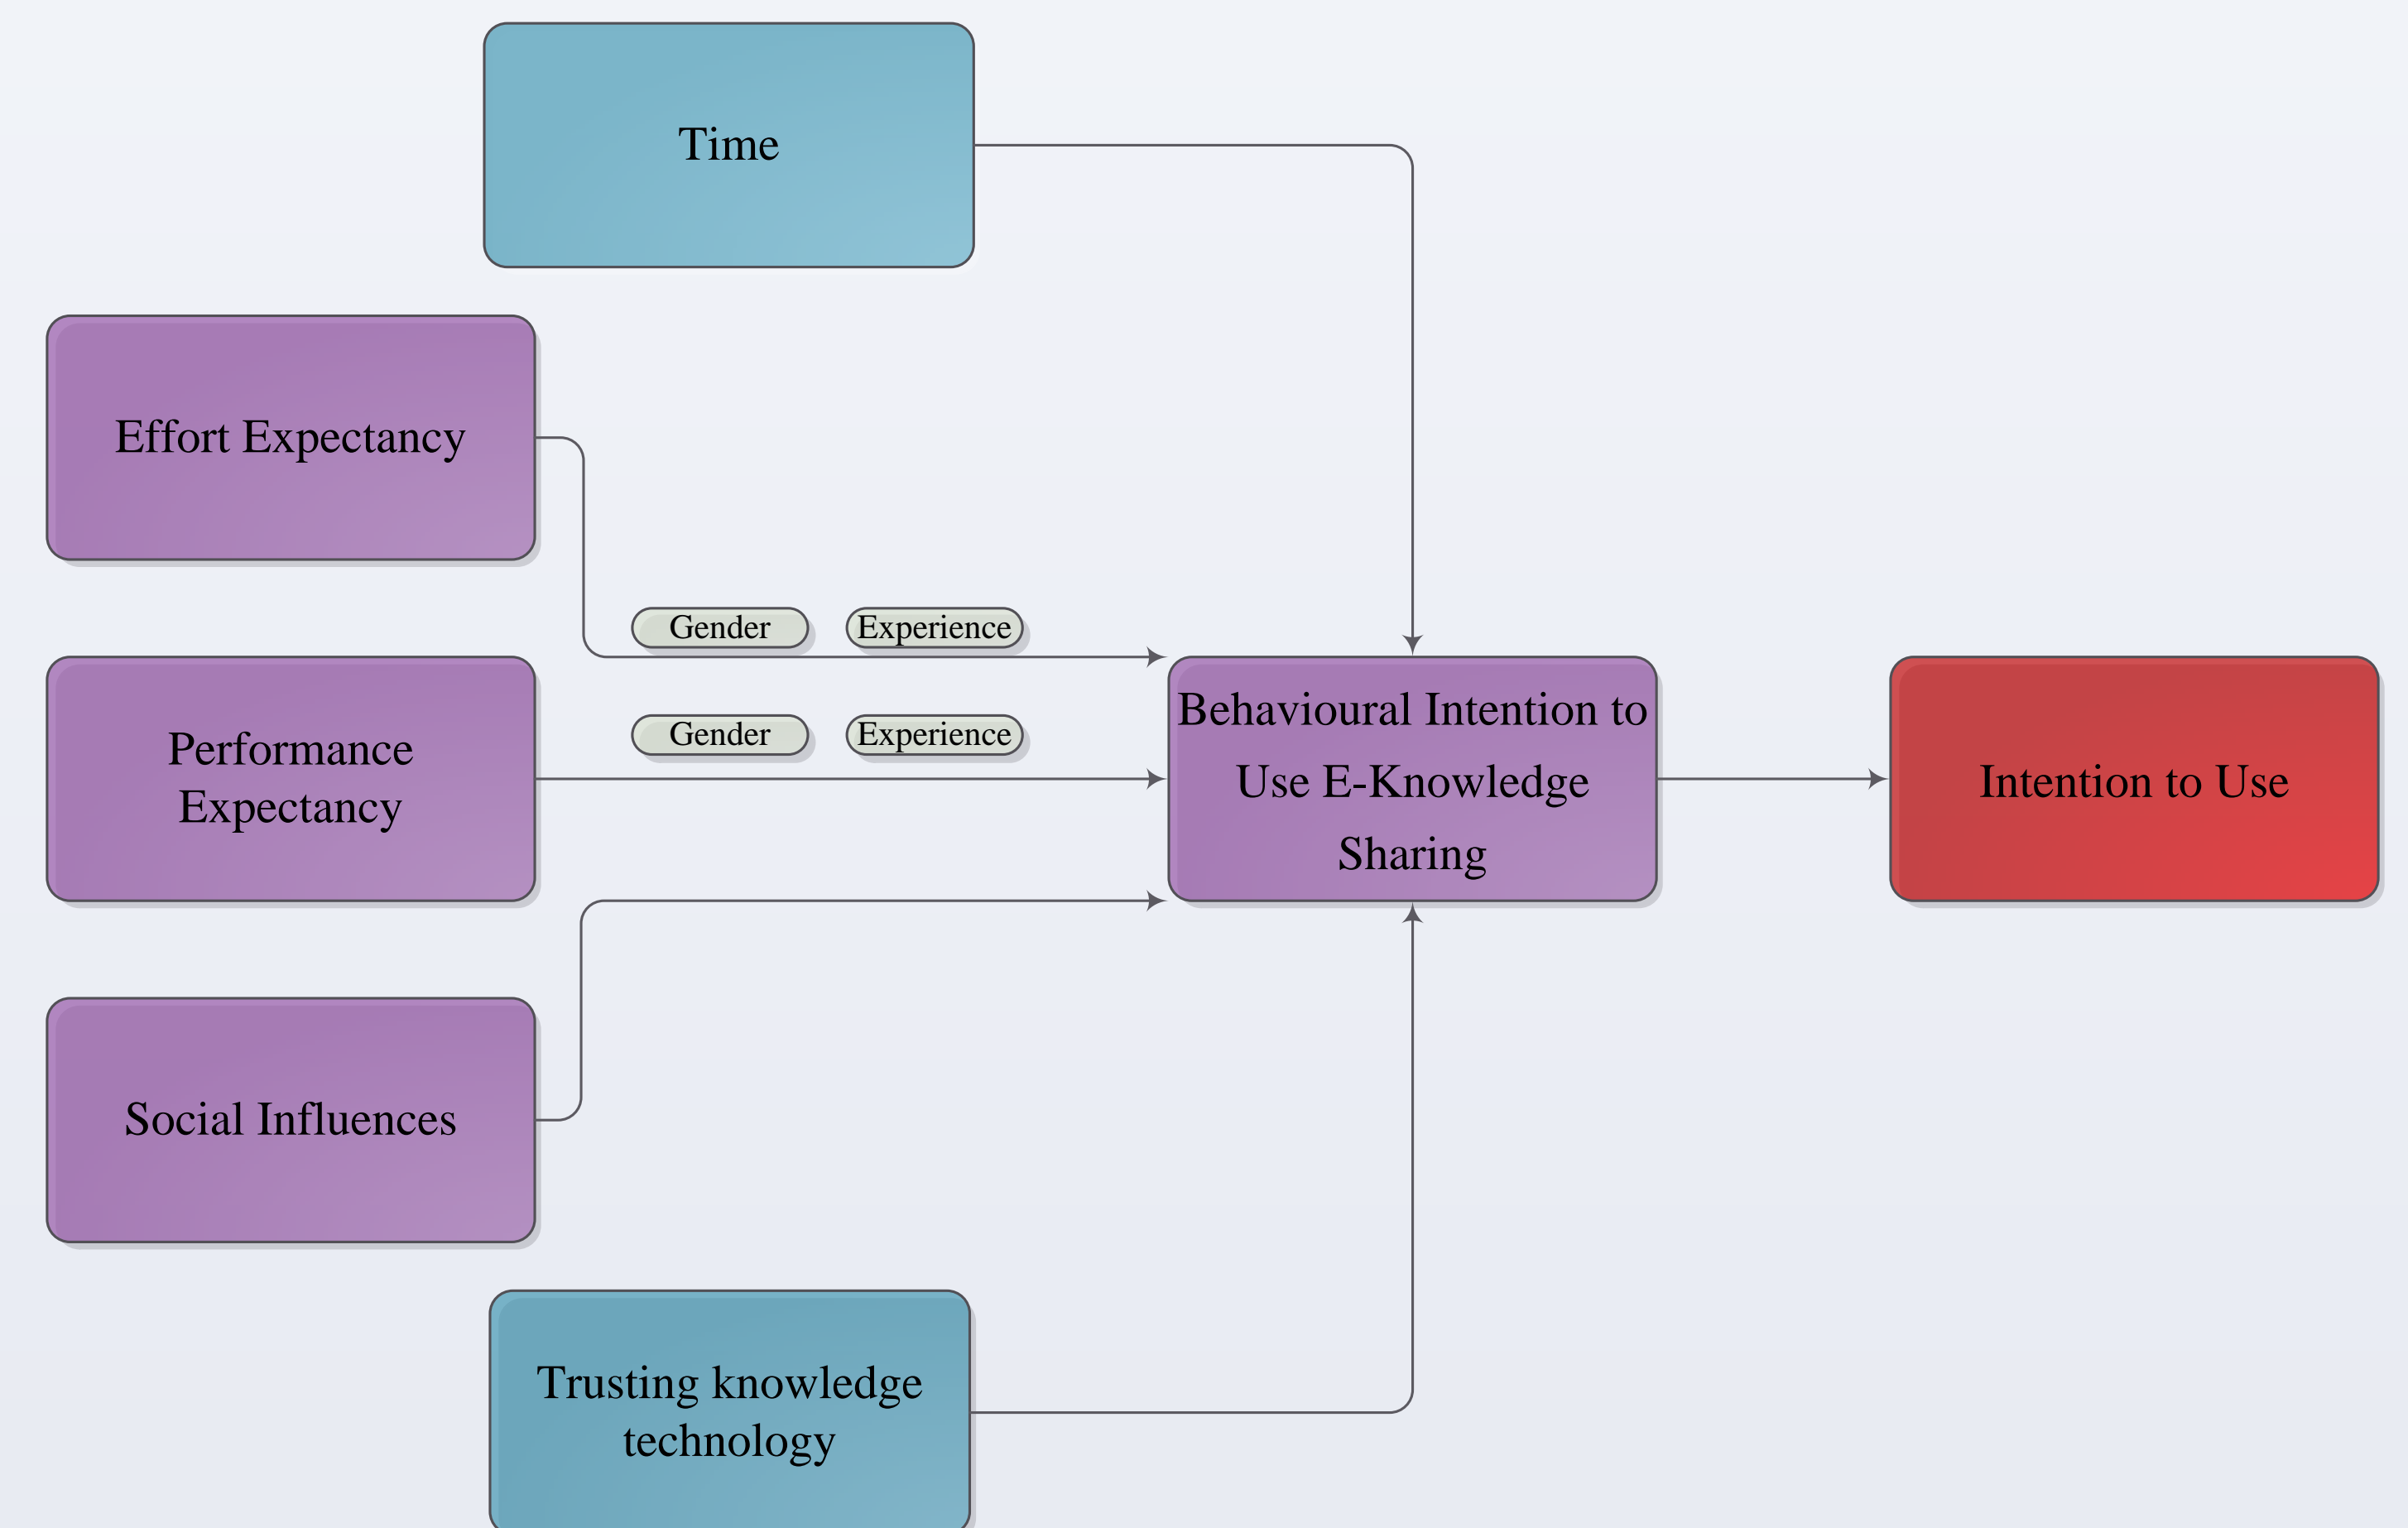 Time
Effort Expectancy
Gender
Experience
Gender
Experience
Performance
Expectancy
Behavioural Intention to
Use E-Knowledge
Sharing
Intention to Use
Social Influences
Trusting knowledge
technology